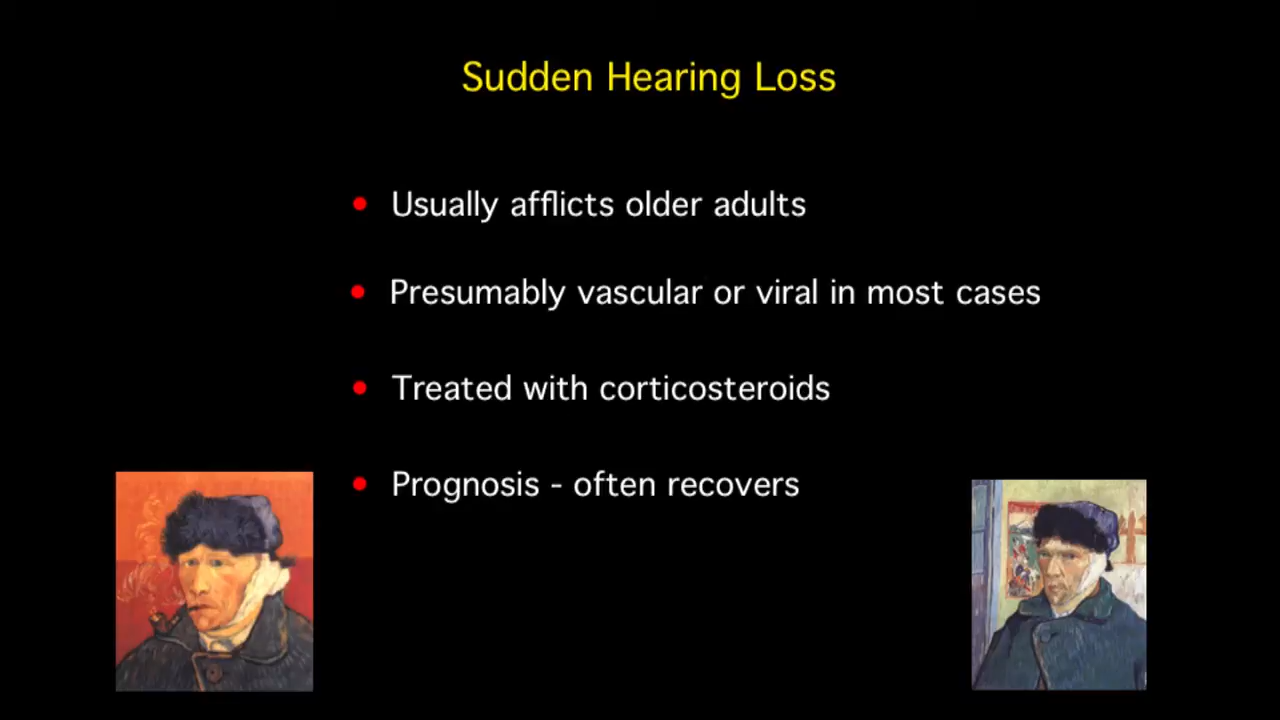 Sudden Hearing Loss
• Usually afflicts older adults
• Presumably vascular or viral in most cases
• Treated with corticosteroids
• Prognosis - often recovers